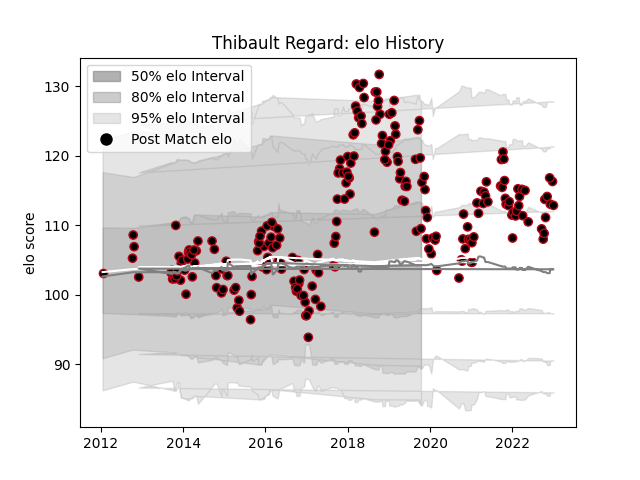 Thibault Regard: elo History
50% elo Interval
80% elo Interval
95% elo Interval
Post Match elo
elo score
130
120
110
100
90
2012
2014
2016
2018
2020
2022